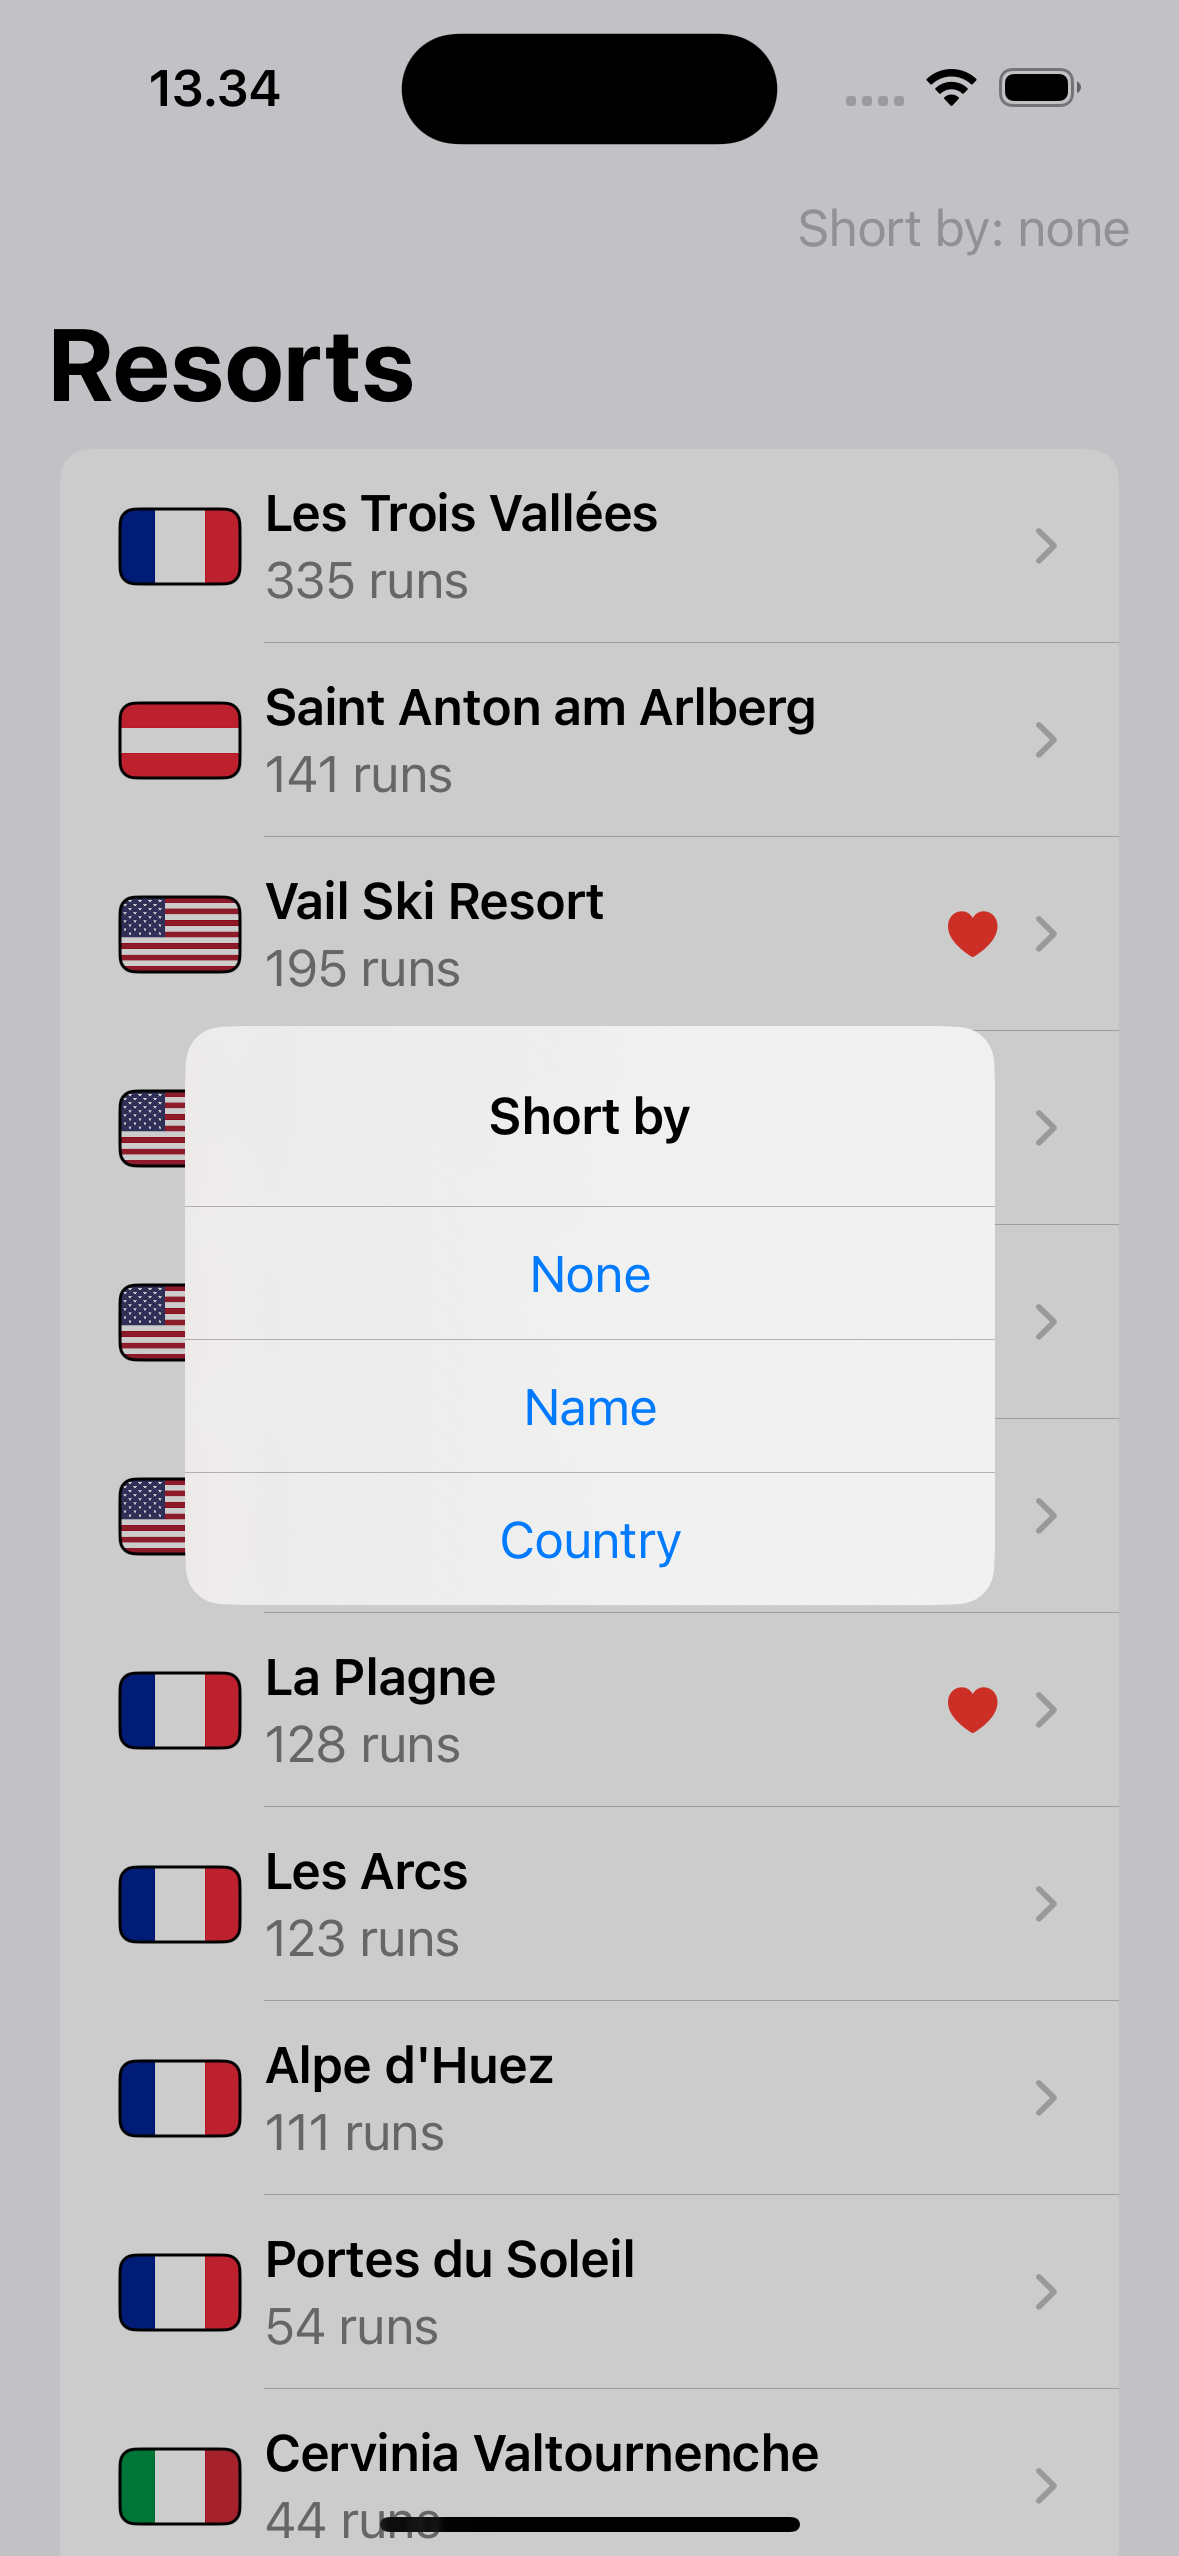 13.34
Short by: none
Resorts
Les Trois Vallées
335 runs
Saint Anton am Arlberg
141 runs
Vail Ski Resort
195 runs
Short by
None
Name
Country
La Plagne
128 runs
Les Arcs
123 runs
Alpe d'Huez
111 runs
Portes du Soleil
54 runs
Cervinia Valtournenche
44 runs